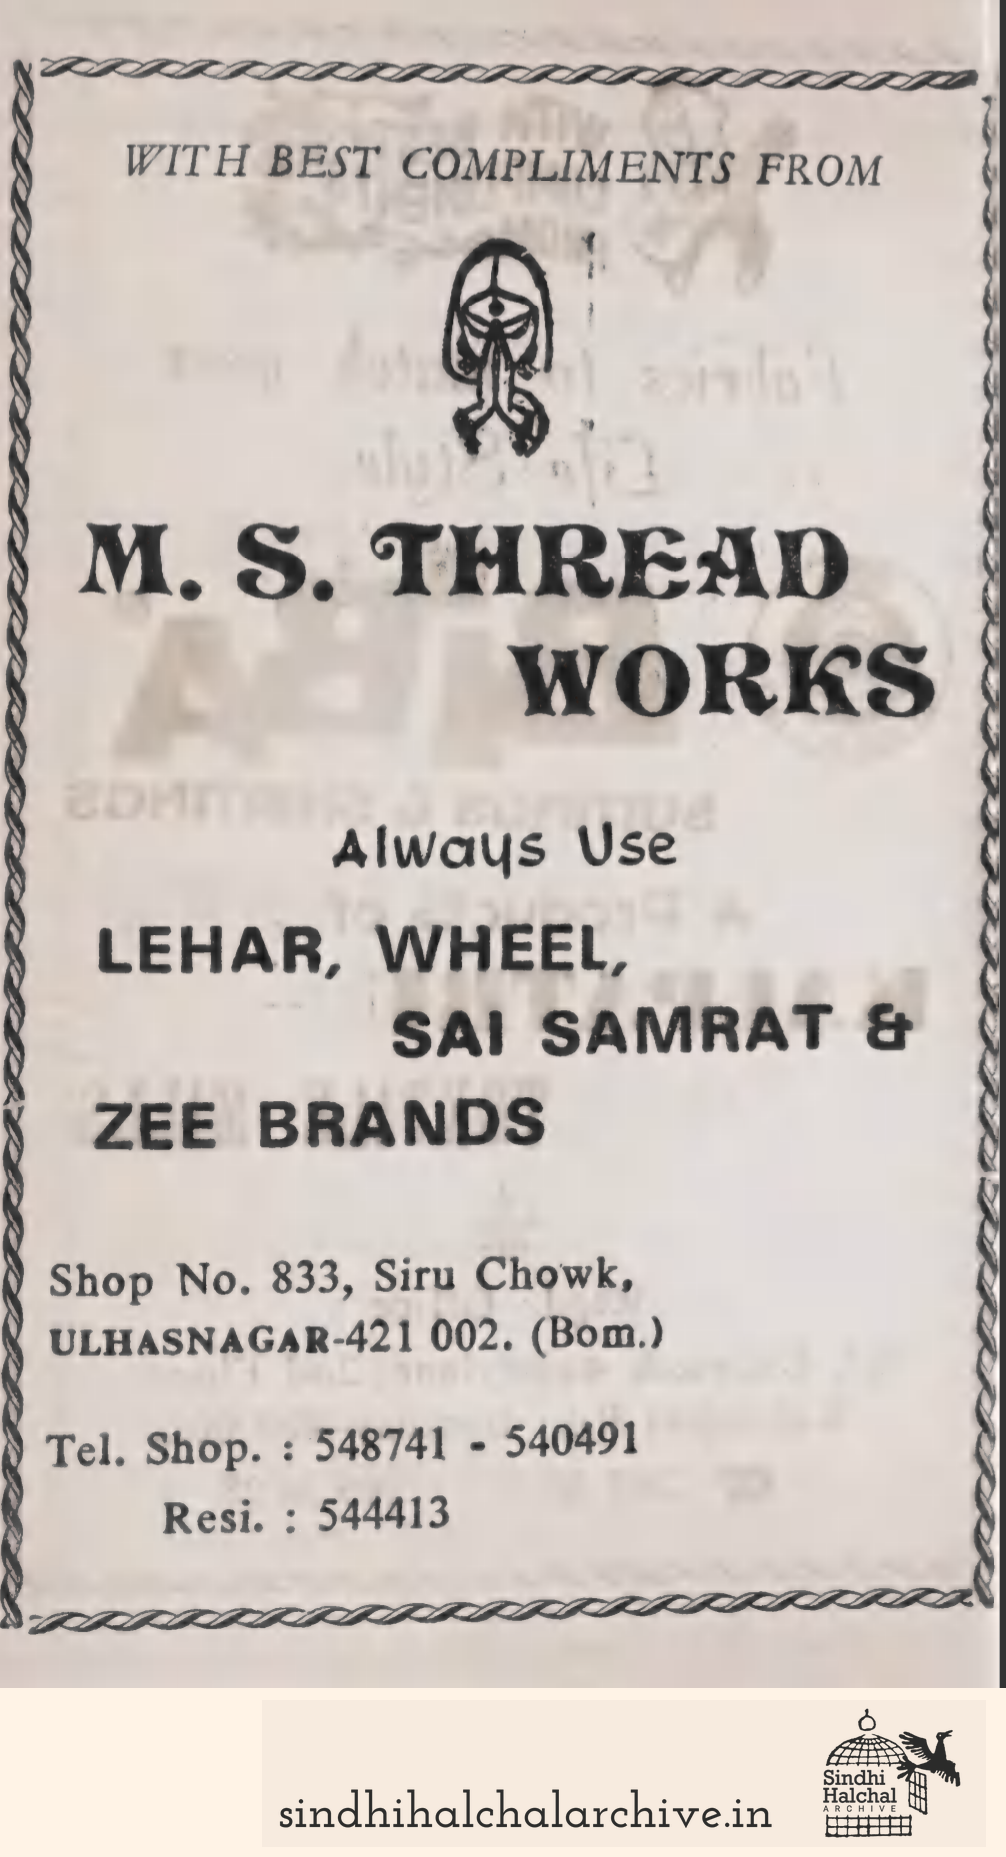 WITH BEST COMPLIMENTS FROM
M. S. THREAD
WORKS
Always Use
LEHAR, WHEEL,
SAI SAMRAT &
ZEE BRANDS
Shop No. 833, Siru Chowk,
ULHASNAGAR-421 002. (Bom.)
Tel. Shop. : 548741 - 540491
Resi. : 544413
sindhihalchalarchive.in
Sindhi
Halchal
ARCHIVE